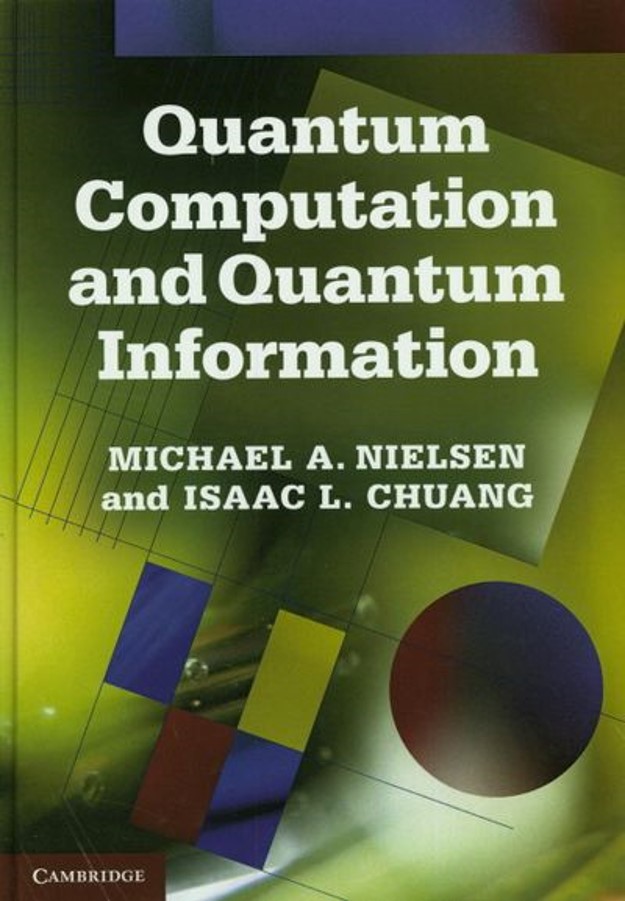 Quantum
Computation
and Quantum
Information
MICHAEL A. NIELSEN
and ISAAC L. CHUANG
CAMBRIDGE